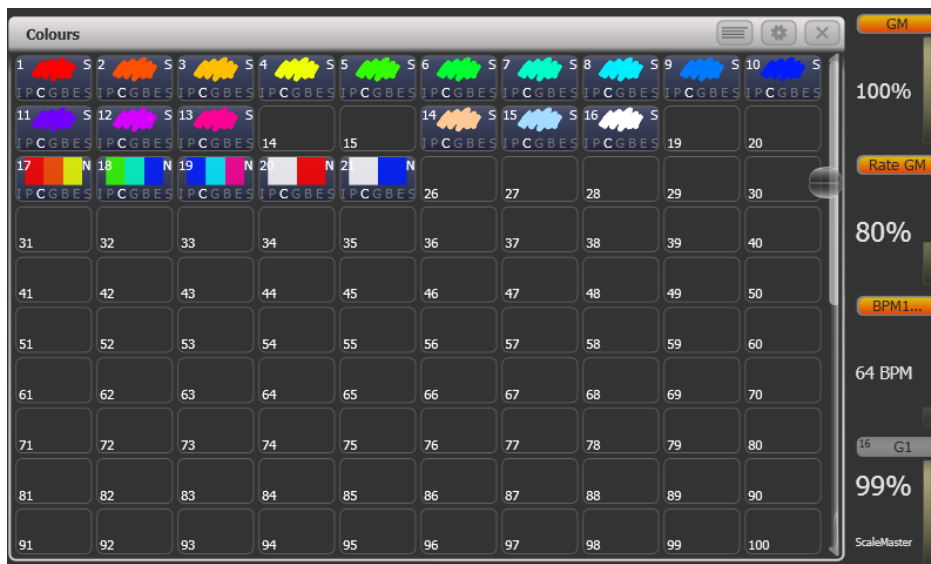 Colours
1 S 2 S 3 S 4 S 5 S 6 S 7 S 8 S 9 S 10 S
IPCGBES IPCGBES IPCGBES IPCGBES IPCGBES IPCGBES IPCGBES IPCGBES IPCGBES IPCGBES
11 S 12 S 13 S 14 S 15 S 16 S
IPCGBES IPCGBES IPCGBES 14 15 IPCGBES IPCGBES IPCGBES 19 20
17 N 18 N 19 N 20 N 21 N
IPCGBES IPCGBES IPCGBES IPCGBES IPCGBES 26 27 28 29 30
31 32 33 34 35 36 37 38 39 40
41 42 43 44 45 46 47 48 49 50
51 52 53 54 55 56 57 58 59 60
61 62 63 64 65 66 67 68 69 70
71 72 73 74 75 76 77 78 79 80
81 82 83 84 85 86 87 88 89 90
91 92 93 94 95 96 97 98 99 100
GM
100%
Rate GM
80%
BPM1...
64 BPM
16 G1
99%
ScaleMaster